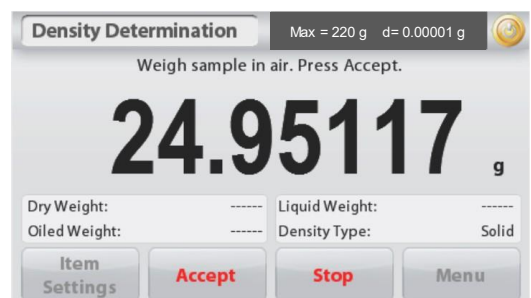 Density Determination Max = 220 g d= 0.00001 g
Weigh sample in air. Press Accept.
24.95117 g
Dry Weight: ------ Liquid Weight: ------
Oiled Weight: ------ Density Type: Solid
Item Settings Accept Stop Menu